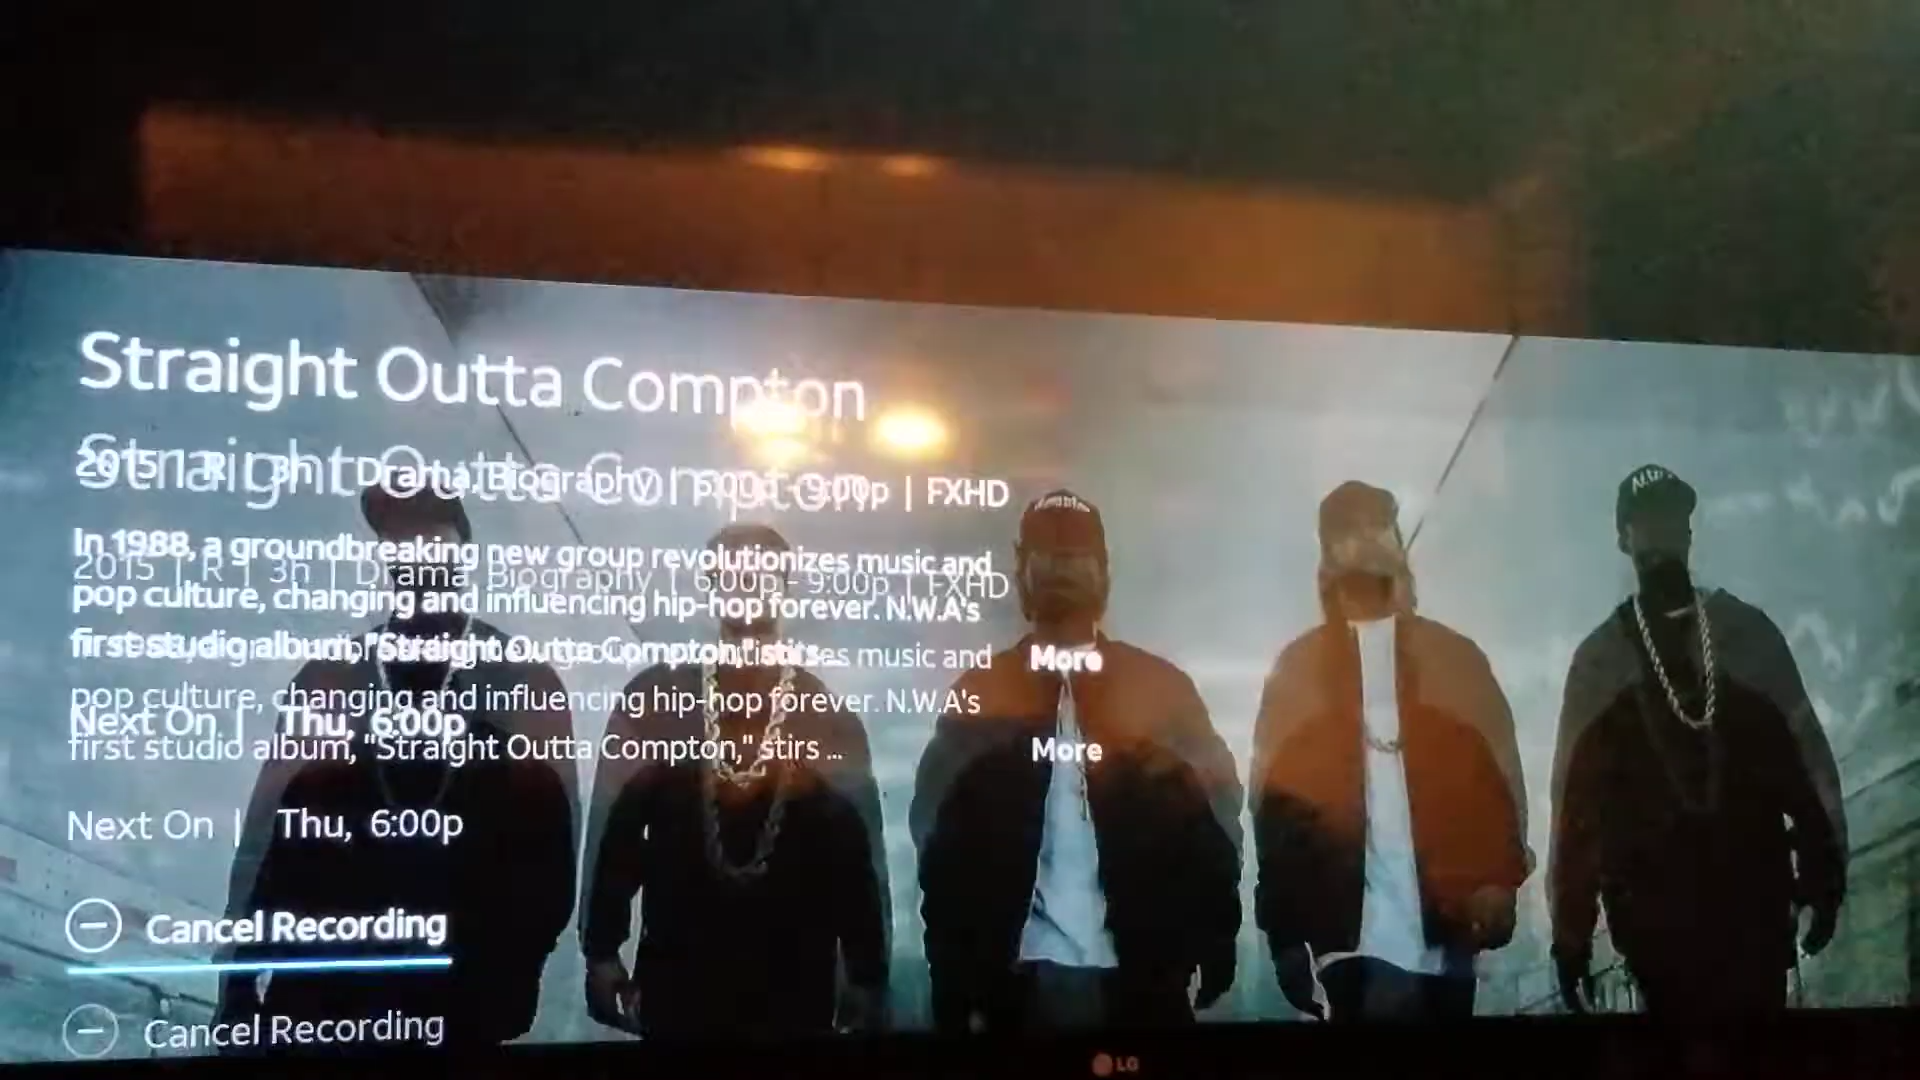 Straight Outta Compton
Straight Outta Compton
2015 | R | 3h | Drama, Biography | 6:00p - 9:00p | FXHD
In 1988, a groundbreaking new group revolutionizes music and
2015 | R | 3h | Drama, Biography | 6:00p - 9:00p | FXHD
pop culture, changing and influencing hip-hop forever. N.W.A's
first studio album, "Straight Outta Compton," stirs ...
music and
More
pop culture, changing and influencing hip-hop forever. N.W.A's
Next On | Thu, 6:00p
first studio album, "Straight Outta Compton," stirs ...
More
Next On | Thu, 6:00p
Cancel Recording
Cancel Recording
LG